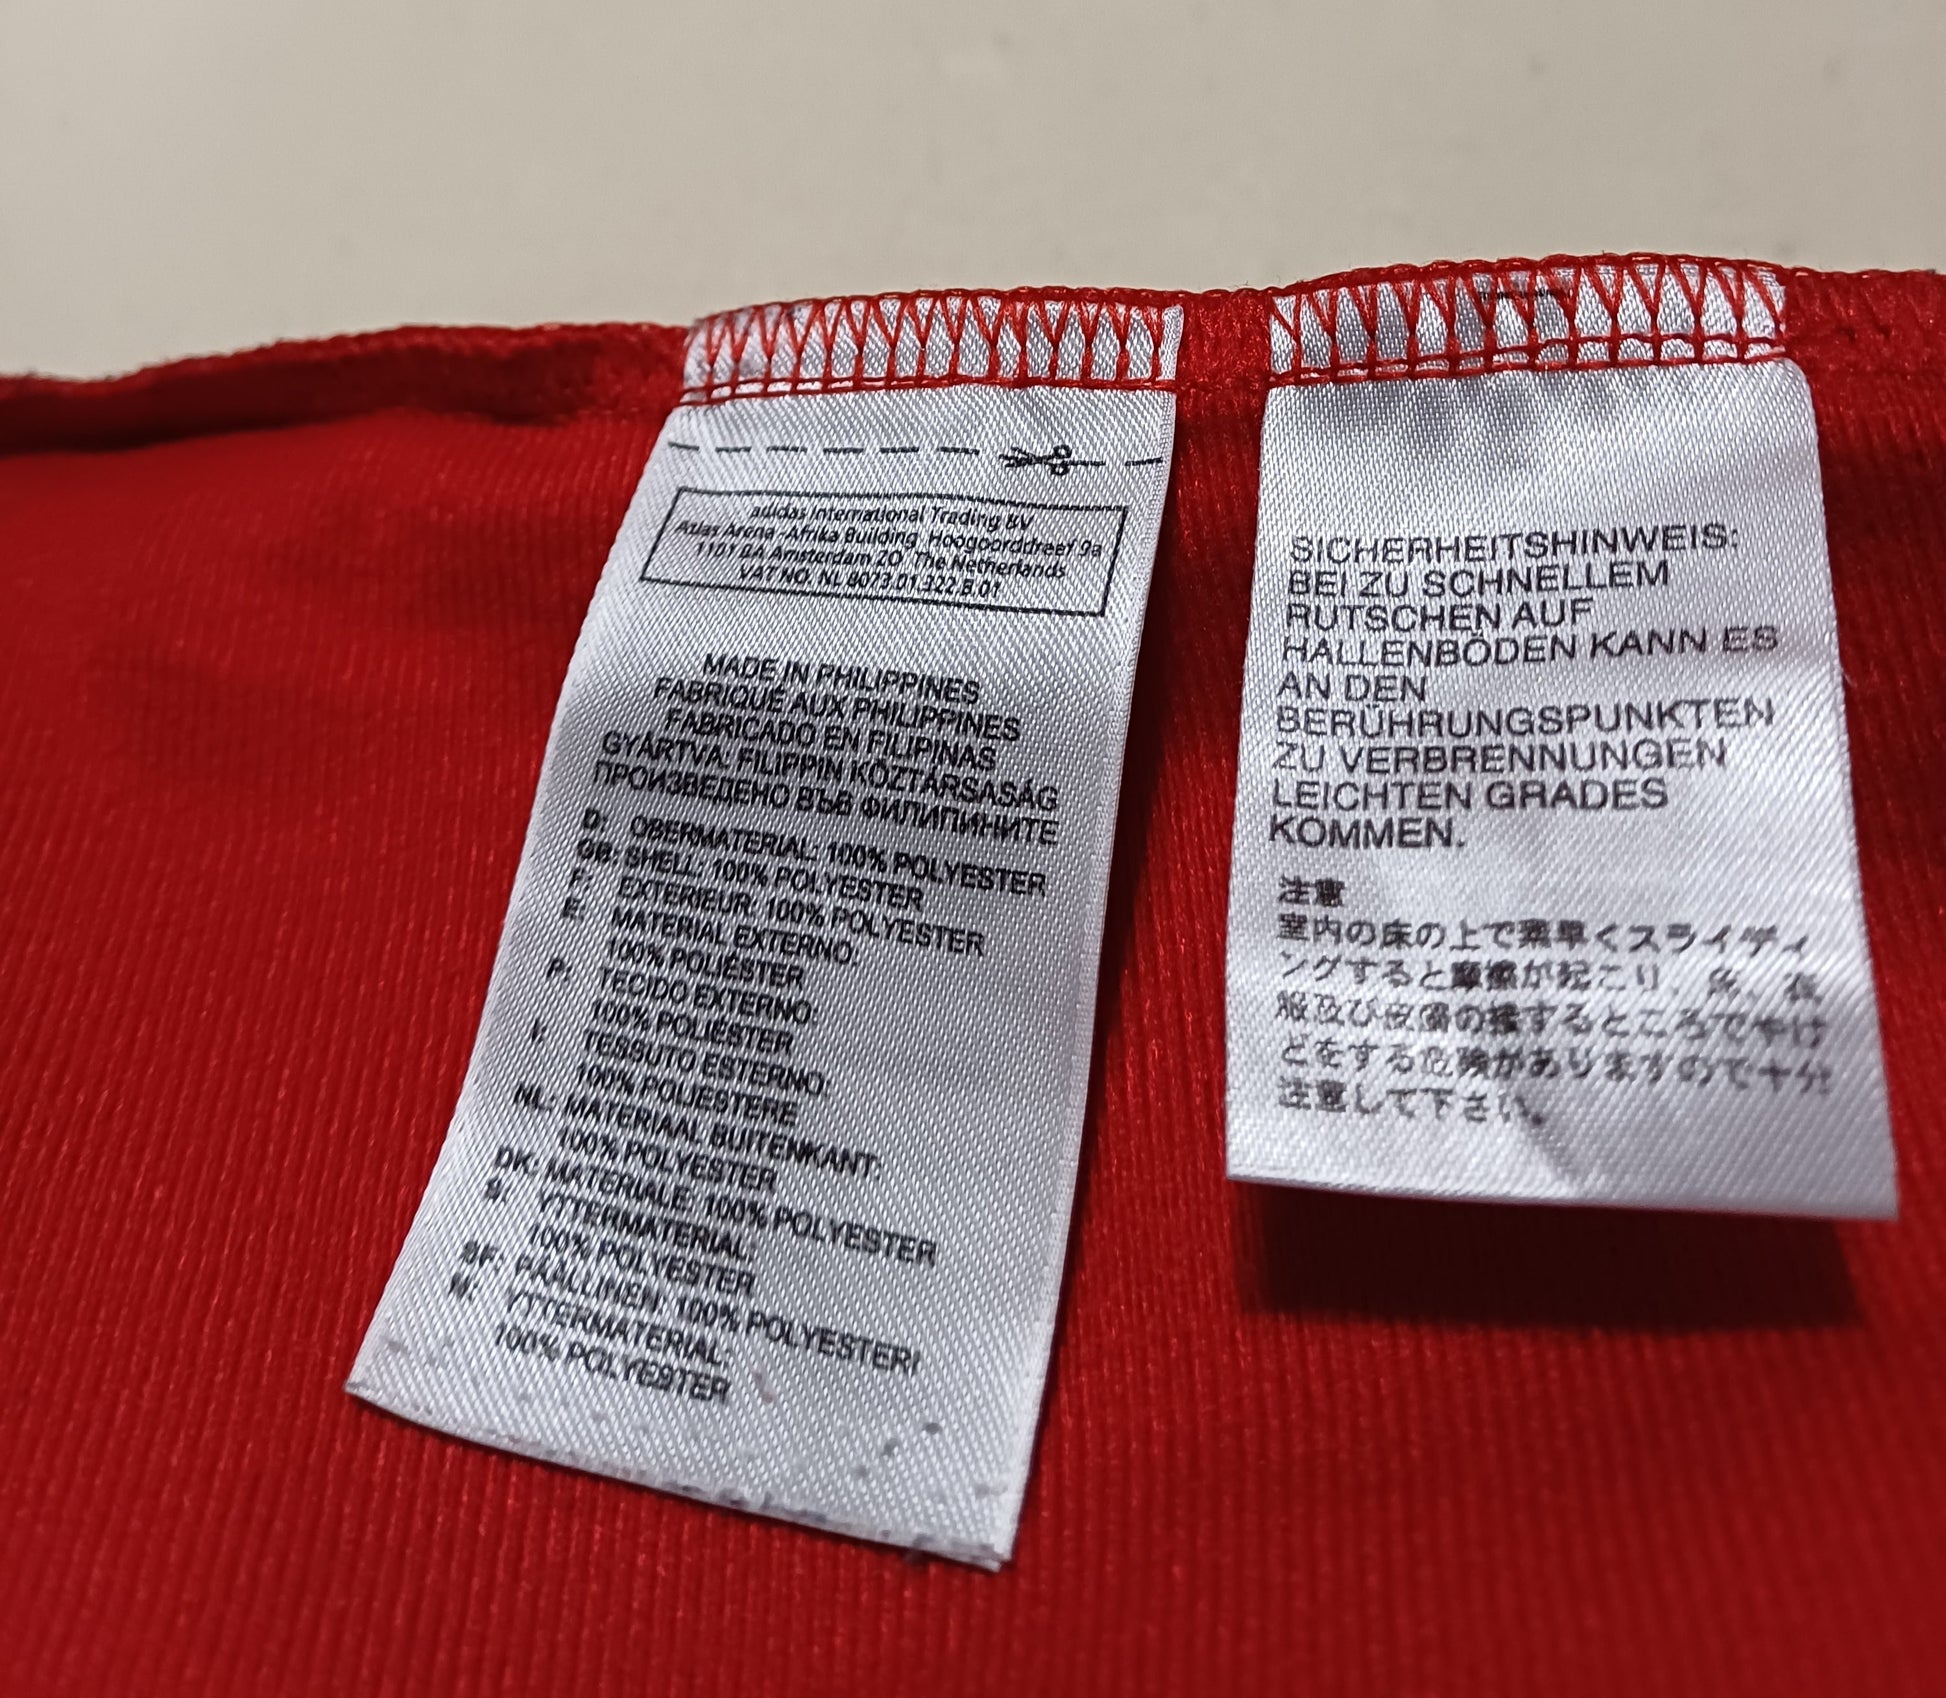 adidas International Trading BV
Atlas Arena -Afrika Building, Hoogoorddreef 9a
1101 BA Amsterdam ZO The Netherlands
VAT NO. NL 8073.01.322.B.01
MADE IN PHILIPPINES
FABRIQUÉ AUX PHILIPPINES
FABRICADO EN FILIPINAS
GYÁRTVA: FILIPPIN KÖZTÁRSASÁG
ПРОИЗВЕДЕНО ВЪВ ФИЛИПИНИТЕ
D: OBERMATERIAL: 100% POLYESTER
GB: SHELL: 100% POLYESTER
F: EXTERIEUR: 100% POLYESTER
E: MATERIAL EXTERNO:
100% POLIÉSTER
P: TECIDO EXTERNO:
100% POLIÉSTER
I: TESSUTO ESTERNO:
100% POLIESTERE
NL: MATERIAAL BUITENKANT:
100% POLYESTER
DK: MATERIALE: 100% POLYESTER
S: YTTERMATERIAL:
100% POLYESTER
SF: PÄÄLLINEN: 100% POLYESTERI
N: YTTERMATERIAL
100% POLYESTER
SICHERHEITSHINWEIS:
BEI ZU SCHNELLEM
RUTSCHEN AUF
HALLENBÖDEN KANN ES
AN DEN
BERÜHRUNGSPUNKTEN
ZU VERBRENNUNGEN
LEICHTEN GRADES
KOMMEN.
注意
室内の床の上で素早くスライディ
ングすると摩擦が起こり、熱、衣
服及び皮膚の接するところでやけ
どをする危険がありますので十分
注意して下さい。